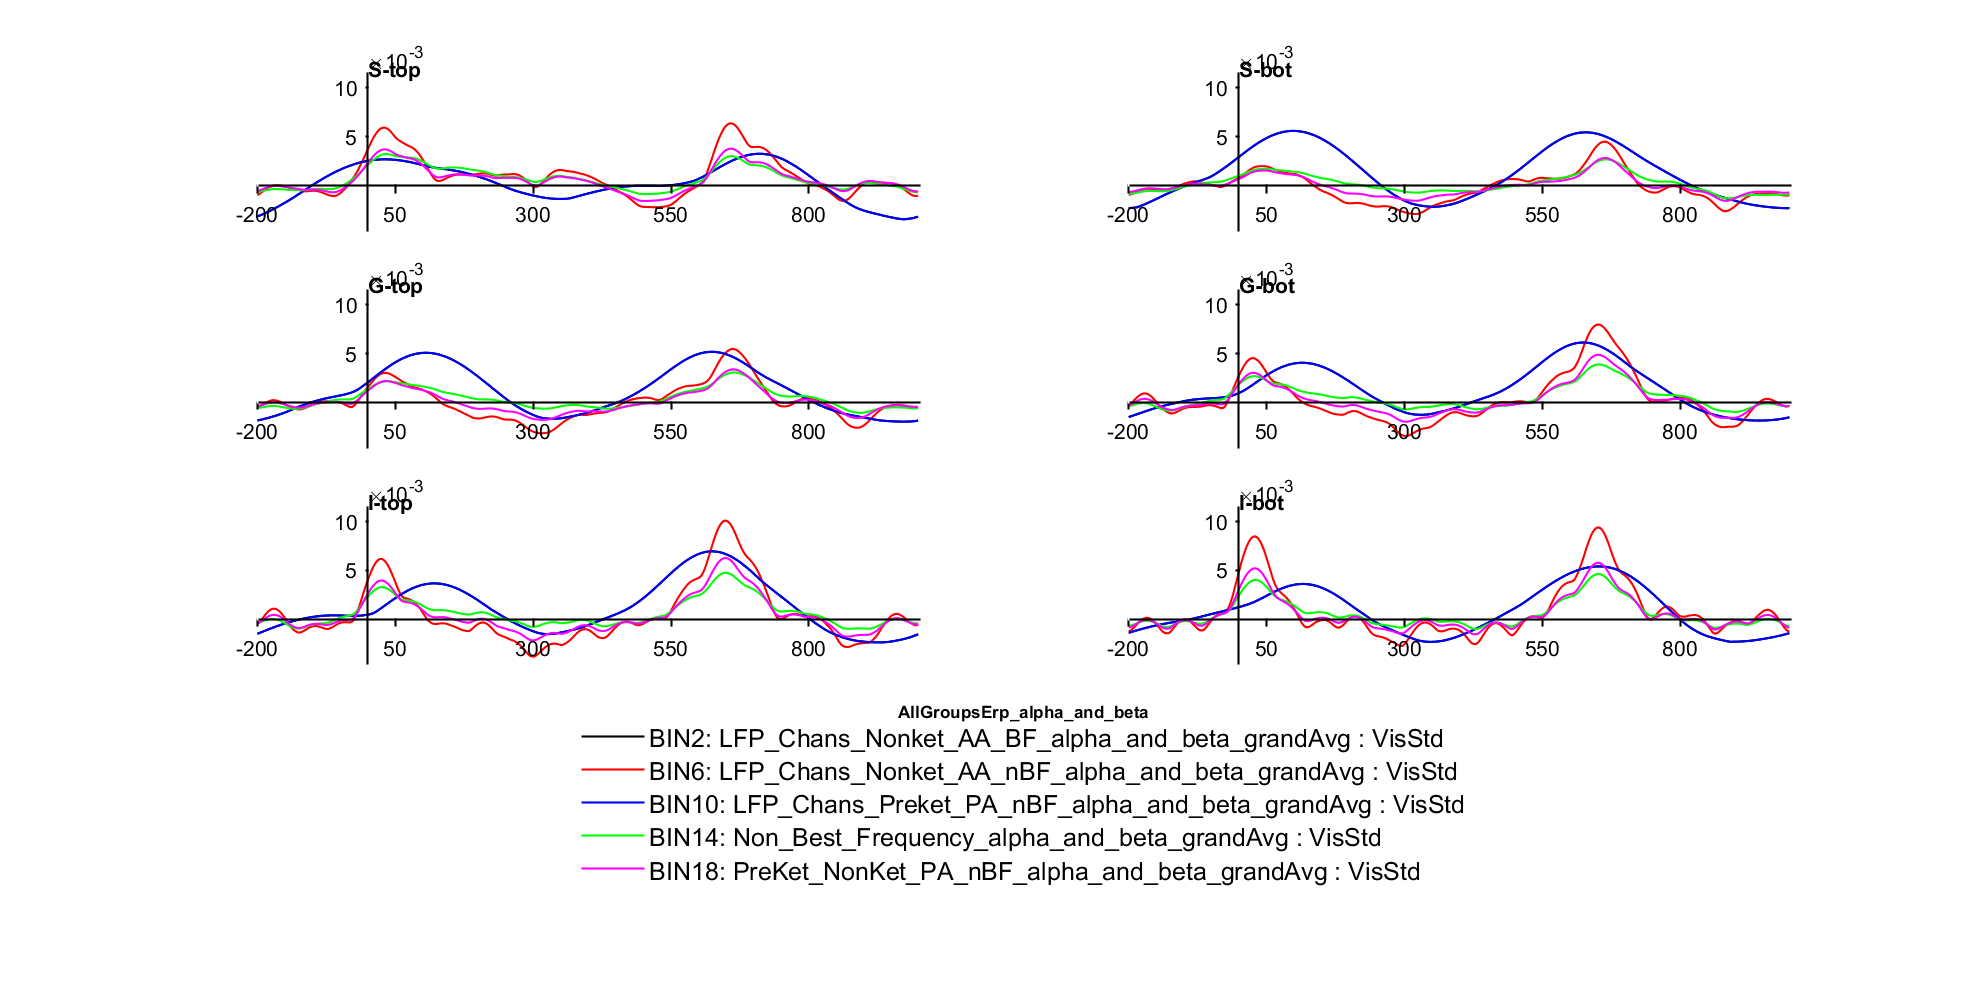 × 10-3
S-top
10
5
-200 50 300 550 800
× 10-3
S-bot
10
5
-200 50 300 550 800
× 10-3
G-top
10
5
-200 50 300 550 800
× 10-3
G-bot
10
5
-200 50 300 550 800
× 10-3
I-top
10
5
-200 50 300 550 800
× 10-3
I-bot
10
5
-200 50 300 550 800
AllGroupsErp_alpha_and_beta
BIN2: LFP_Chans_Nonket_AA_BF_alpha_and_beta_grandAvg : VisStd
BIN6: LFP_Chans_Nonket_AA_nBF_alpha_and_beta_grandAvg : VisStd
BIN10: LFP_Chans_Preket_PA_nBF_alpha_and_beta_grandAvg : VisStd
BIN14: Non_Best_Frequency_alpha_and_beta_grandAvg : VisStd
BIN18: PreKet_NonKet_PA_nBF_alpha_and_beta_grandAvg : VisStd